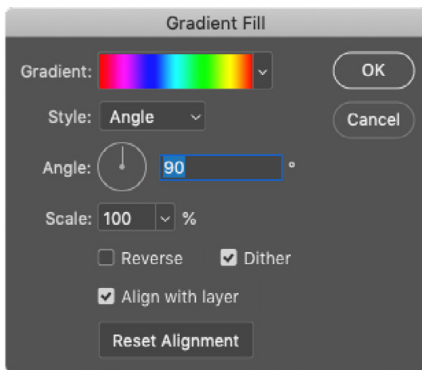 Gradient Fill
Gradient:
OK
Style: Angle
Cancel
Angle: 90 °
Scale: 100 %
Reverse Dither
Align with layer
Reset Alignment